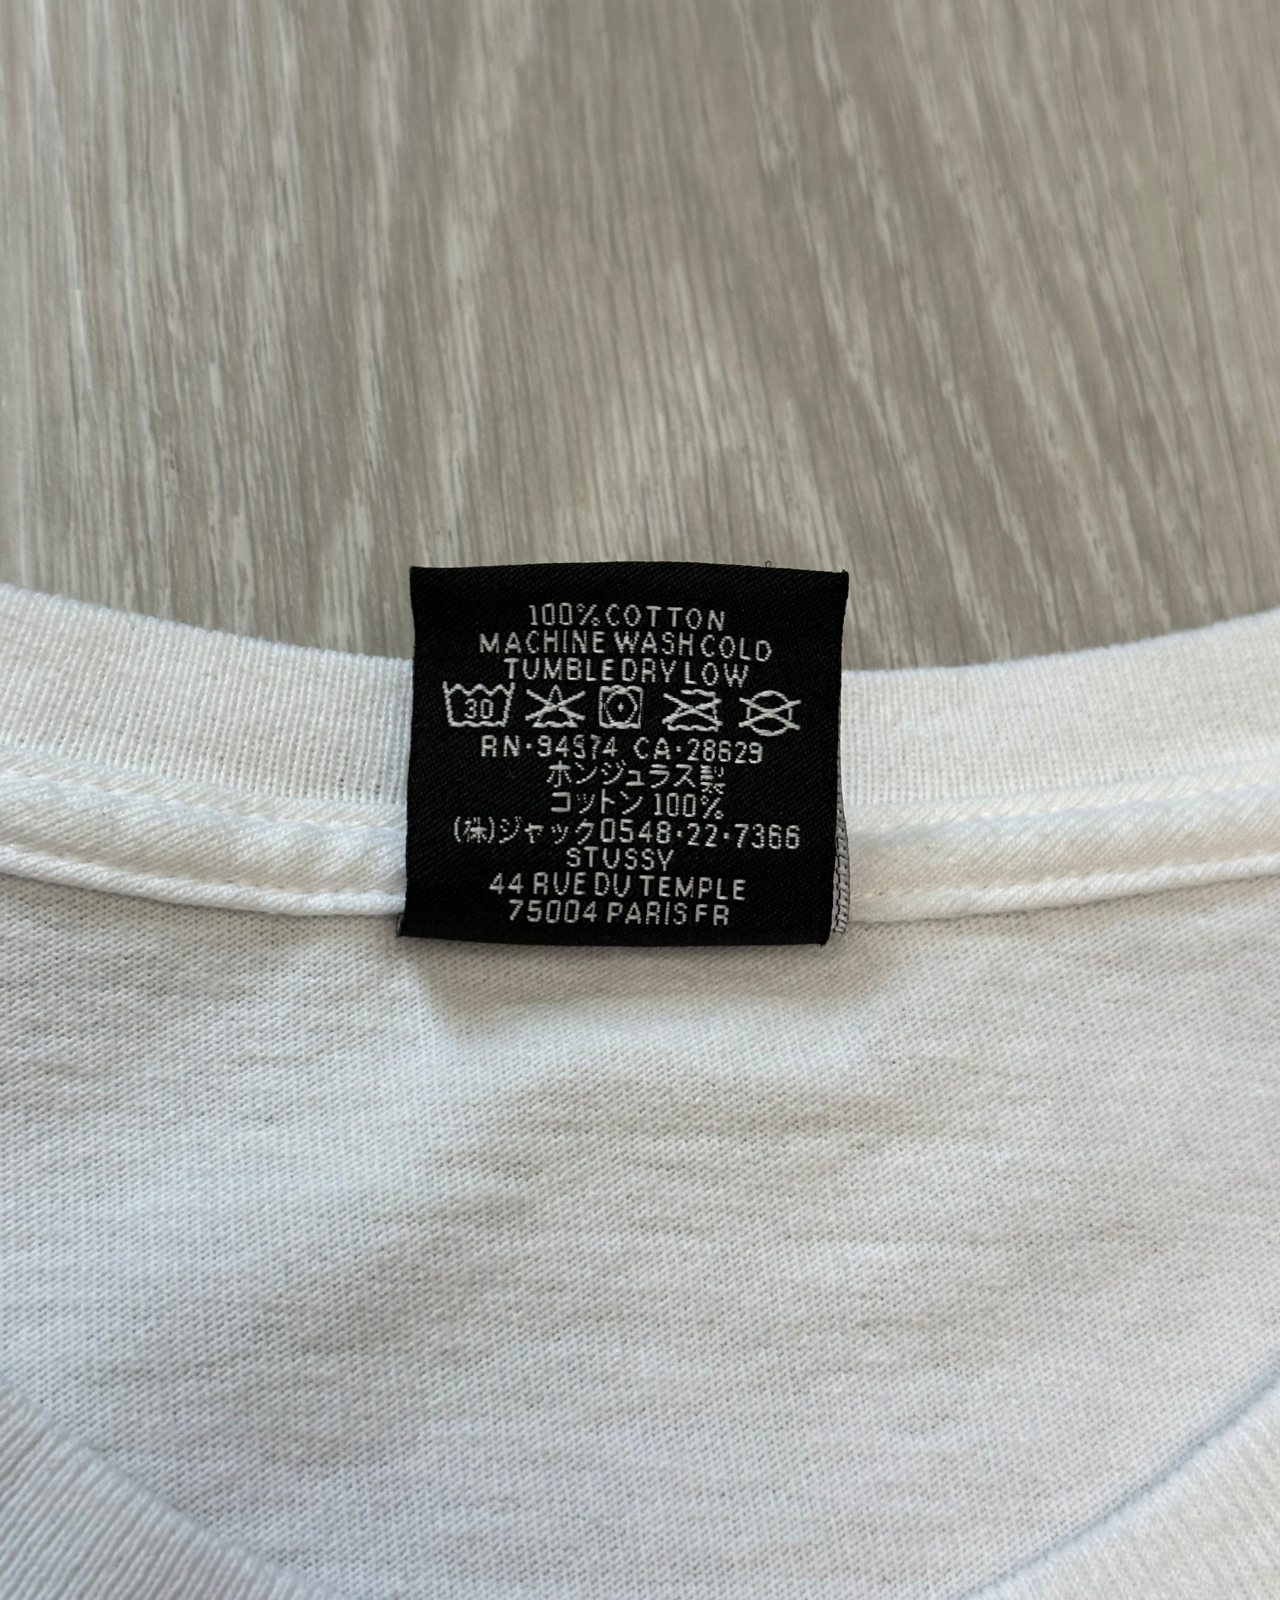 100% COTTON
MACHINE WASH COLD
TUMBLE DRY LOW
30
RN·94974 CA·28629
ホンジュラス製
コットン 100%
(株)ジャック0548·22·7366
STUSSY
44 RUE DU TEMPLE
75004 PARIS FR